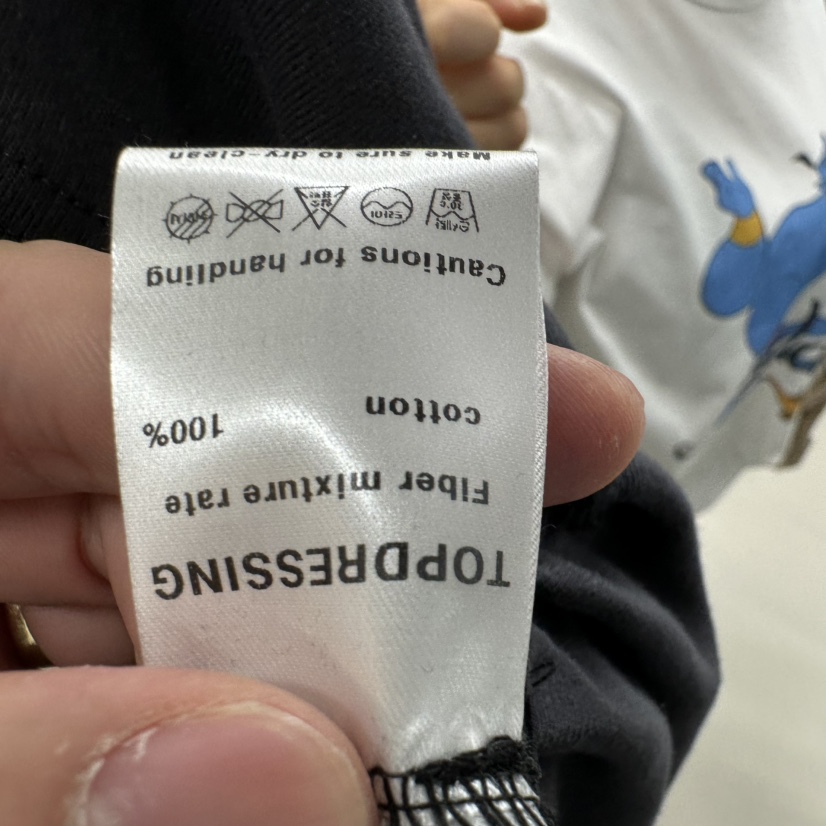 TOPDRESSING
Fiber mixture rate
cotton 100%
Cautions for handling
Make sure to dry-clean